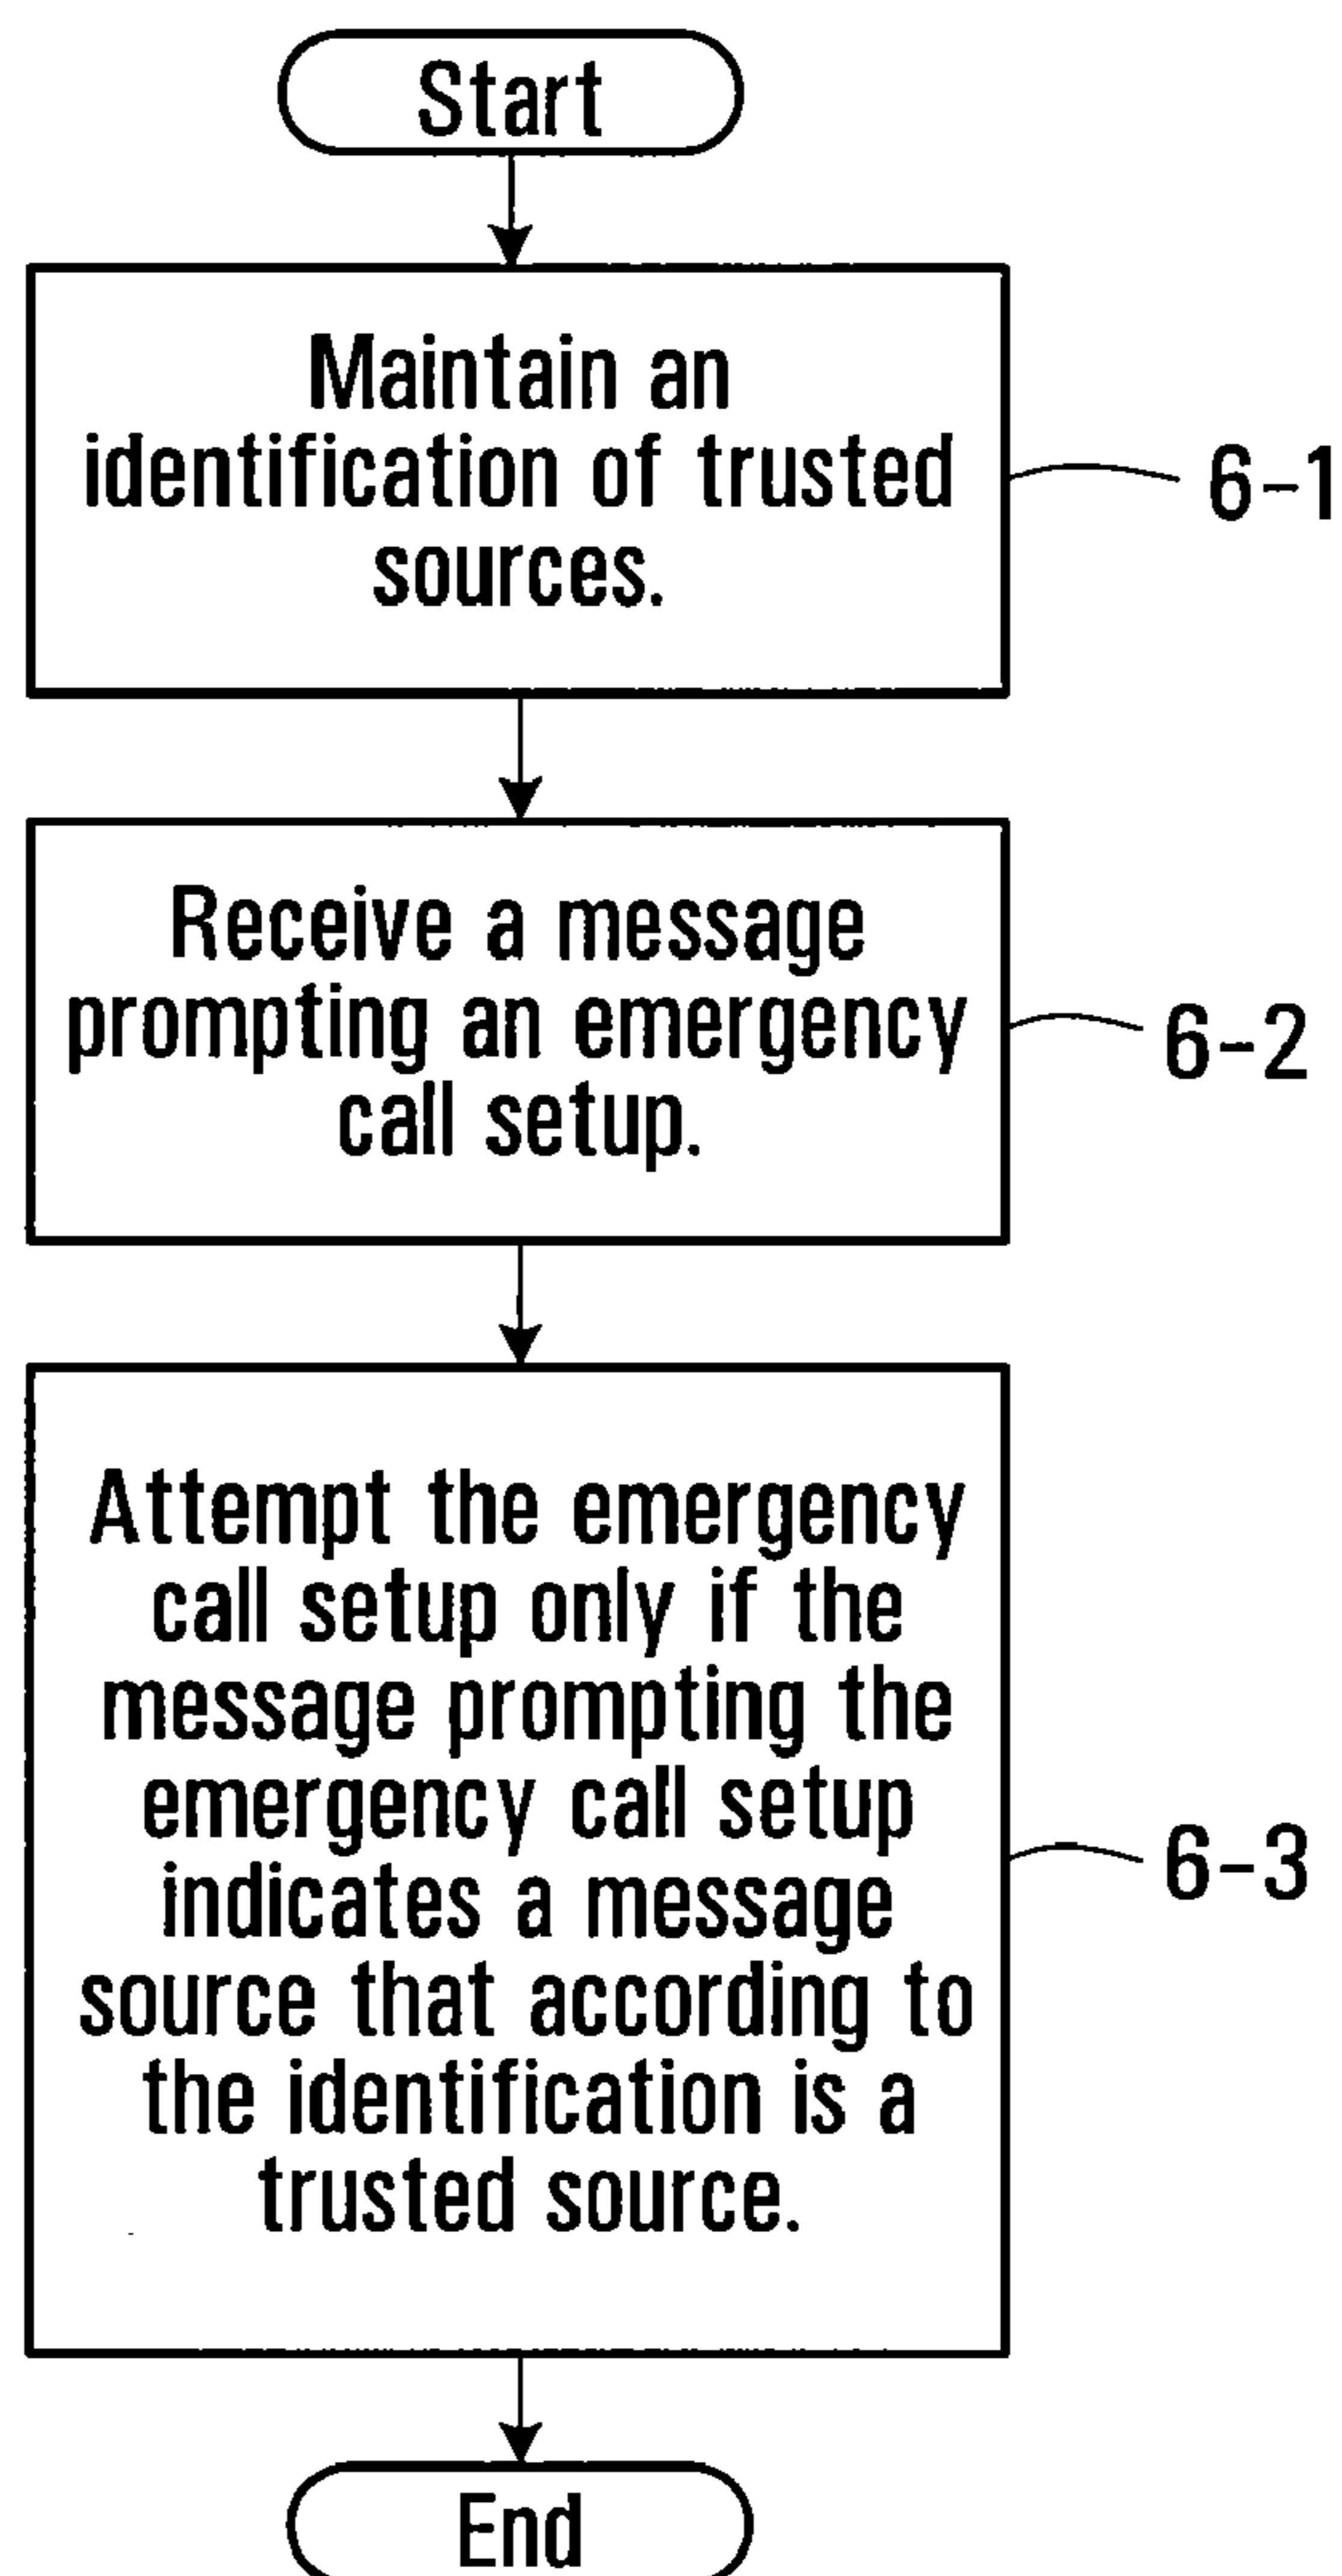 Start
Maintain an
identification of trusted
sources.
6-1
Receive a message
prompting an emergency
call setup.
6-2
Attempt the emergency
call setup only if the
message prompting the
emergency call setup
indicates a message
source that according to
the identification is a
trusted source.
6-3
End